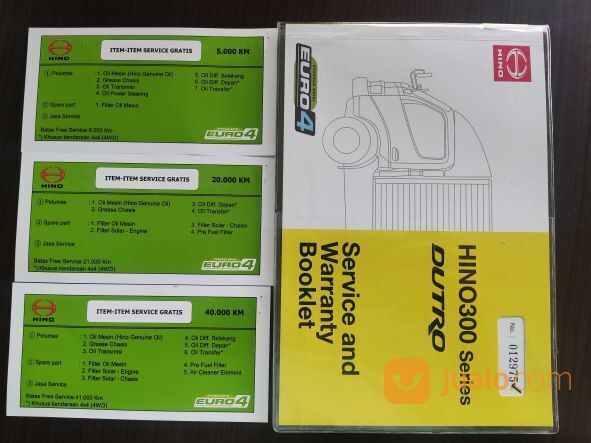 HINO
ITEM-ITEM SERVICE GRATIS
5.000 KM
① Pelumas : 1. Oli Mesin (Hino Genuine Oil)
2. Grease Chasis
3. Oli Transmisi
4. Oli Power Steering
5. Oli Diff. Belakang
6. Oli Diff. Depan*
7. Oli Transfer*
② Spare part : 1. Filter Oli Mesin
③ Jasa Service
Batas Free Service 6.000 Km
*) Khusus kendaraan 4x4 (4WD)
EURO4
HINO
ITEM-ITEM SERVICE GRATIS
20.000 KM
① Pelumas : 1. Oli Mesin (Hino Genuine Oil)
2. Grease Chasis
3. Oli Diff. Depan*
4. Oli Transfer*
② Spare part : 1. Filter Oli Mesin
2. Filter Solar - Engine
3. Filter Solar - Chasis
4. Pre Fuel Filter
③ Jasa Service
Batas Free Service 21.000 Km
*) Khusus kendaraan 4x4 (4WD)
EURO4
HINO
ITEM-ITEM SERVICE GRATIS
40.000 KM
① Pelumas : 1. Oli Mesin (Hino Genuine Oil)
2. Grease Chasis
3. Oli Transmisi
4. Oli Diff. Belakang
5. Oli Diff. Depan*
6. Oli Transfer*
② Spare part : 1. Filter Oli Mesin
2. Filter Solar - Engine
3. Filter Solar - Chasis
4. Pre Fuel Filter
5. Air Cleaner Element
③ Jasa Service
Batas Free Service 41.000 Km
*) Khusus kendaraan 4x4 (4WD)
EURO4
HINO
EURO4
HINO300 Series
DUTRO
Service and
Warranty
Booklet
No.: 012975
jualo.com